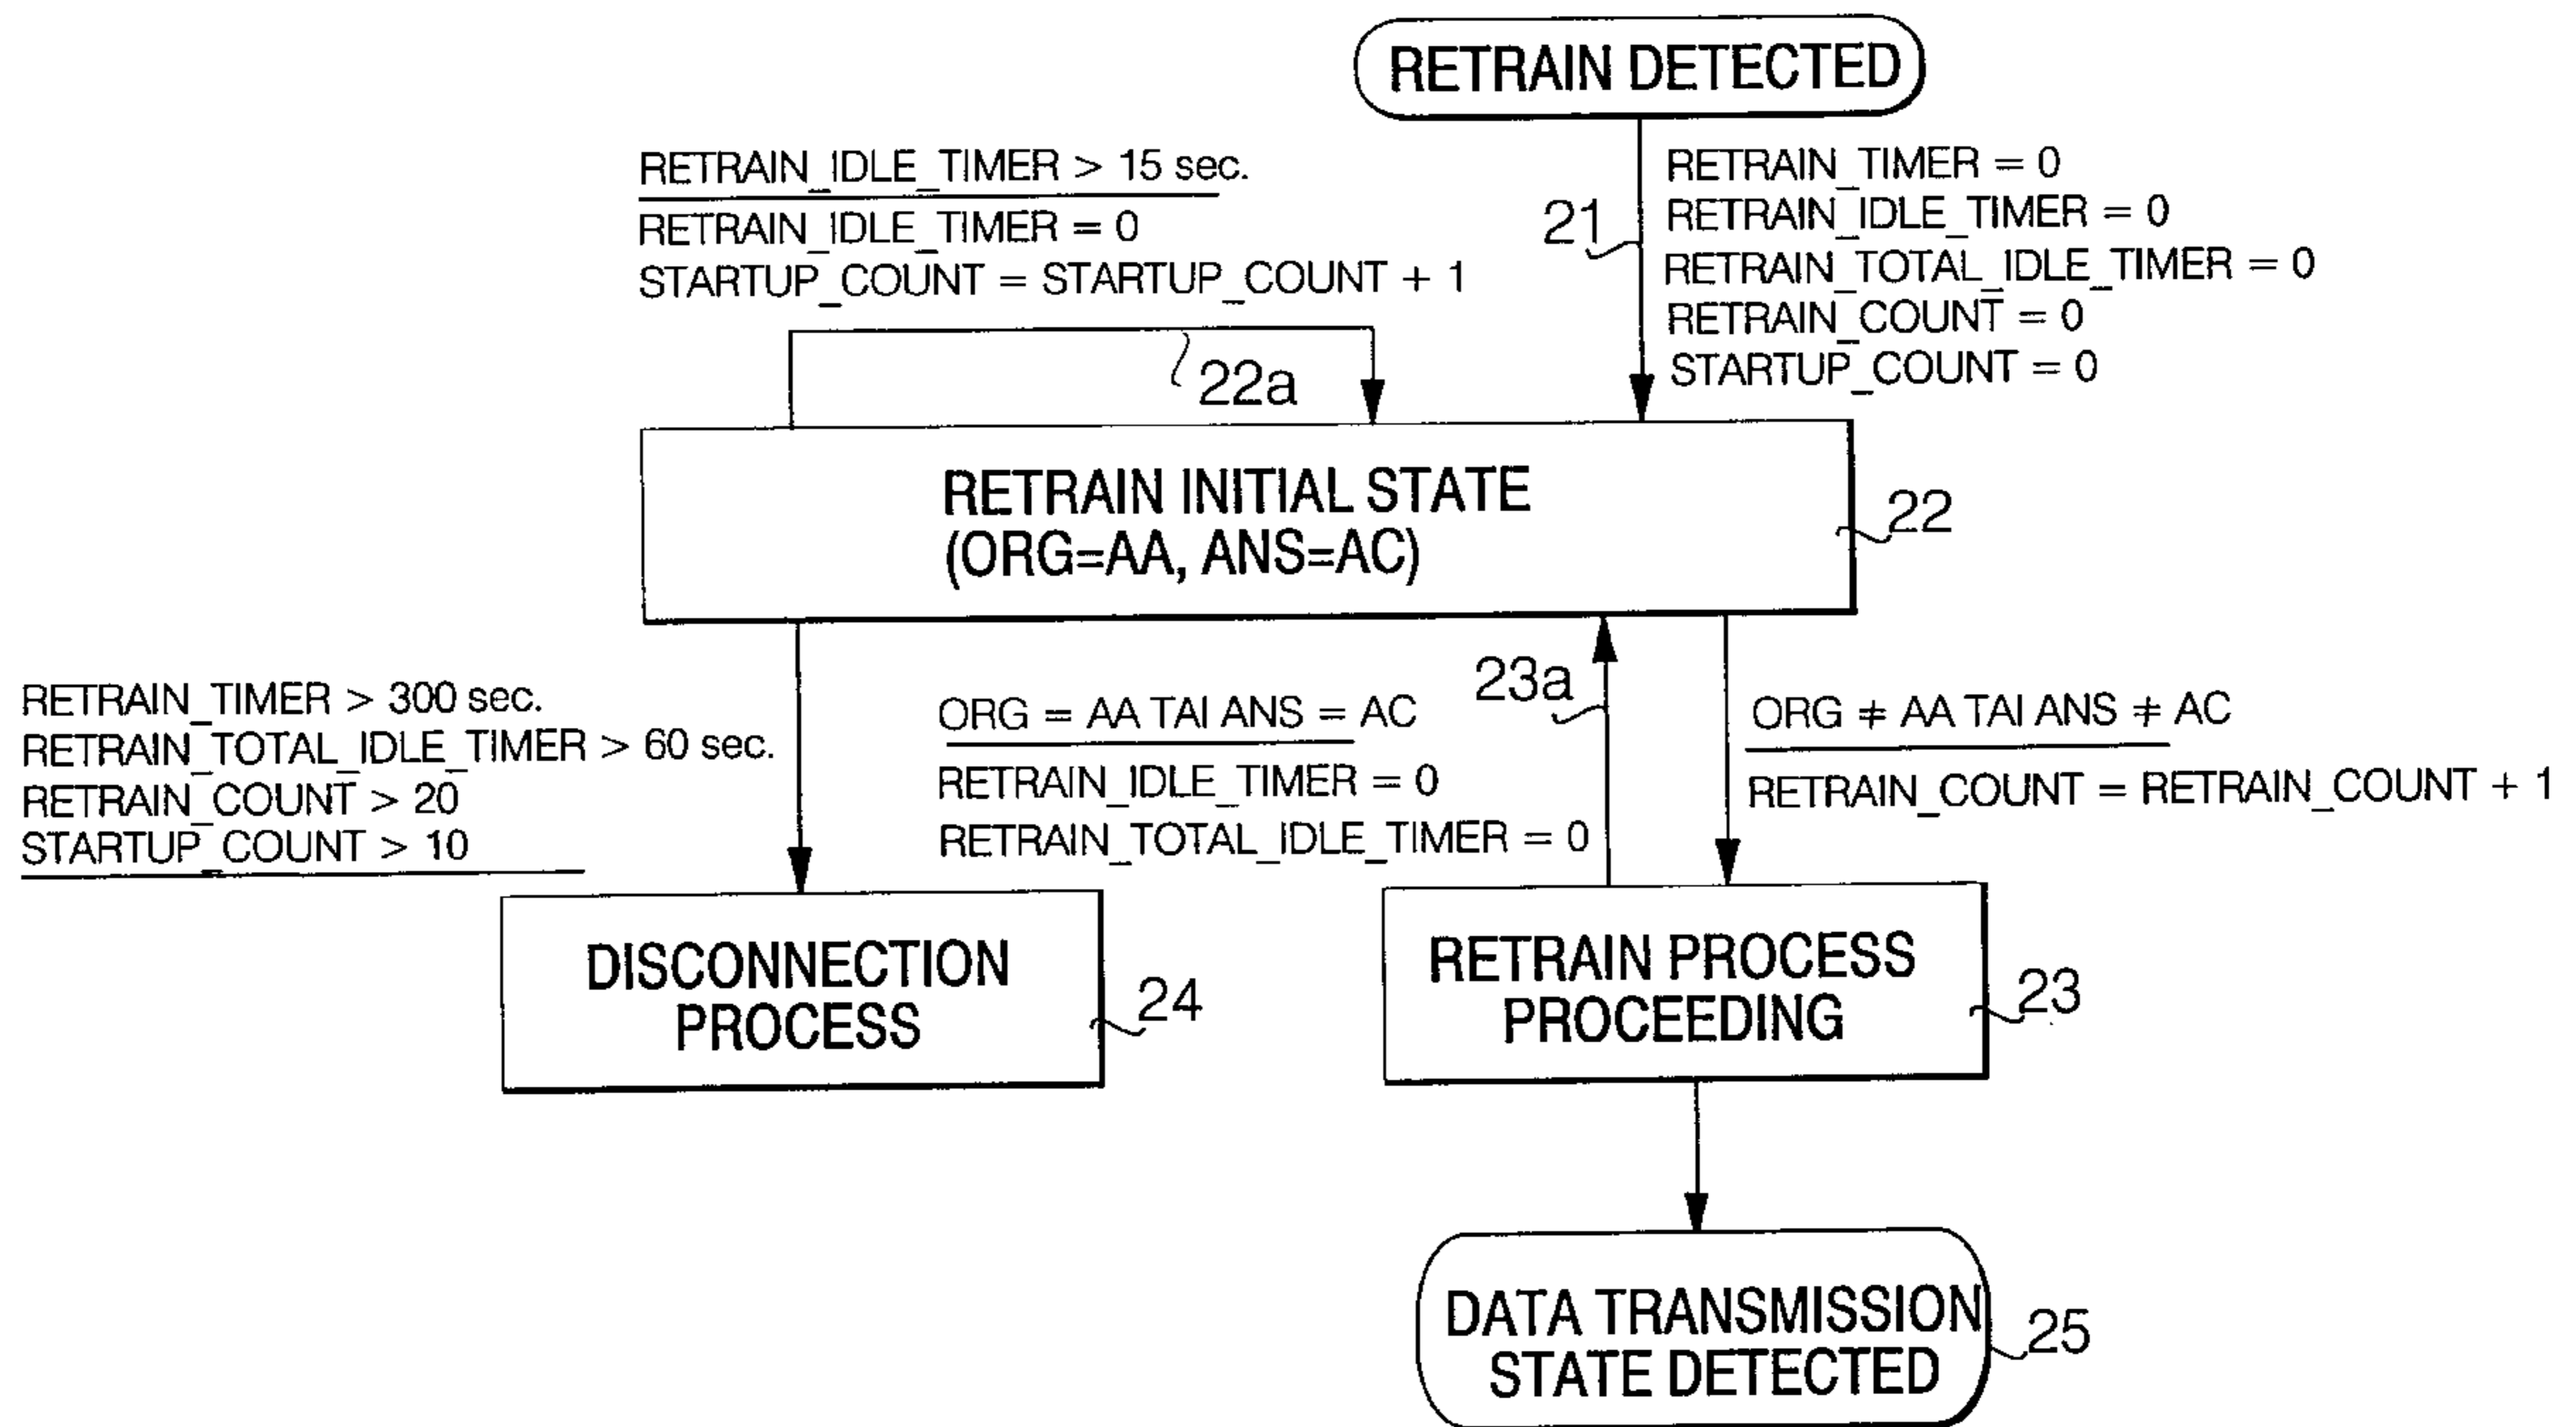 RETRAIN DETECTED
RETRAIN_IDLE_TIMER > 15 sec.
RETRAIN_IDLE_TIMER = 0
STARTUP_COUNT = STARTUP_COUNT + 1
21
RETRAIN_TIMER = 0
RETRAIN_IDLE_TIMER = 0
RETRAIN_TOTAL_IDLE_TIMER = 0
RETRAIN_COUNT = 0
STARTUP_COUNT = 0
22a
RETRAIN INITIAL STATE
(ORG=AA, ANS=AC)
22
RETRAIN_TIMER > 300 sec.
RETRAIN_TOTAL_IDLE_TIMER > 60 sec.
RETRAIN_COUNT > 20
STARTUP_COUNT > 10
ORG = AA TAI ANS = AC
RETRAIN_IDLE_TIMER = 0
RETRAIN_TOTAL_IDLE_TIMER = 0
23a
ORG ≠ AA TAI ANS ≠ AC
RETRAIN_COUNT = RETRAIN_COUNT + 1
DISCONNECTION
PROCESS
24
RETRAIN PROCESS
PROCEEDING
23
DATA TRANSMISSION
STATE DETECTED
25